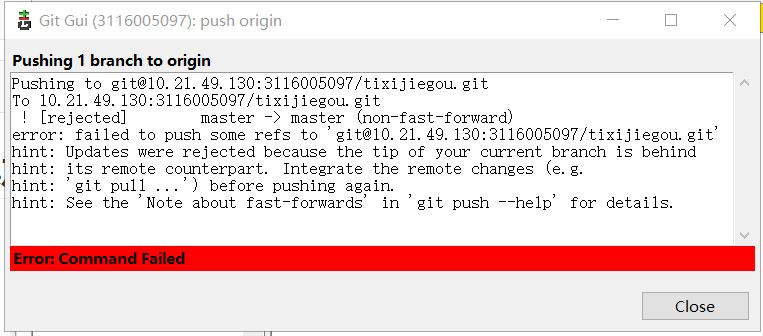 Git Gui (3116005097): push origin
Pushing 1 branch to origin
Pushing to git@10.21.49.130:3116005097/tixijiegou.git
To 10.21.49.130:3116005097/tixijiegou.git
! [rejected] master -> master (non-fast-forward)
error: failed to push some refs to 'git@10.21.49.130:3116005097/tixijiegou.git'
hint: Updates were rejected because the tip of your current branch is behind
hint: its remote counterpart. Integrate the remote changes (e.g.
hint: 'git pull ...') before pushing again.
hint: See the 'Note about fast-forwards' in 'git push --help' for details.
Error: Command Failed
Close